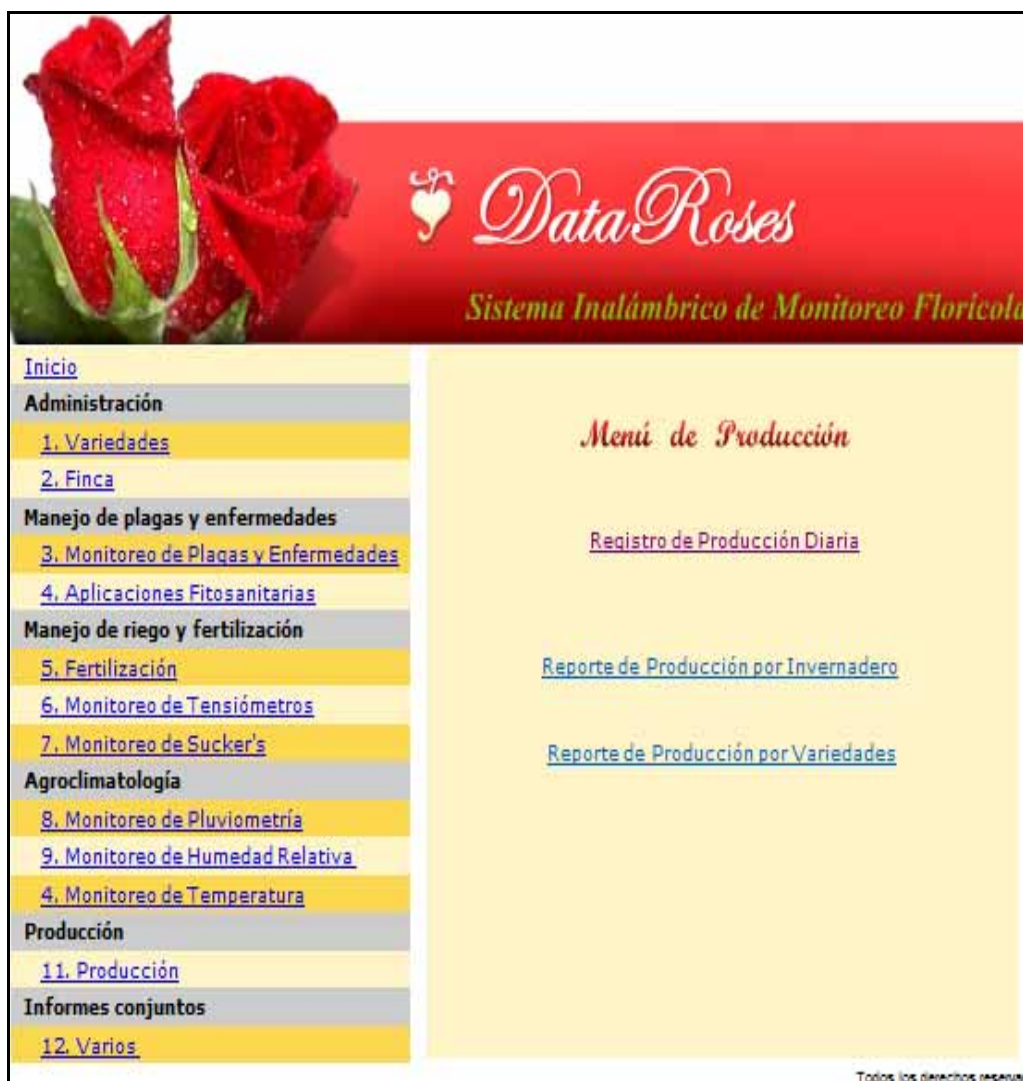 DataRoses
Sistema Inalámbrico de Monitoreo Florícola
Inicio
Administración
1. Variedades
2. Finca
Manejo de plagas y enfermedades
3. Monitoreo de Plagas y Enfermedades
4. Aplicaciones Fitosanitarias
Manejo de riego y fertilización
5. Fertilización
6. Monitoreo de Tensiómetros
7. Monitoreo de Sucker's
Agroclimatología
8. Monitoreo de Pluviometría
9. Monitoreo de Humedad Relativa
4. Monitoreo de Temperatura
Producción
11. Producción
Informes conjuntos
12. Varios
Menú de Producción
Registro de Producción Diaria
Reporte de Producción por Invernadero
Reporte de Producción por Variedades
Todos los derechos reserva